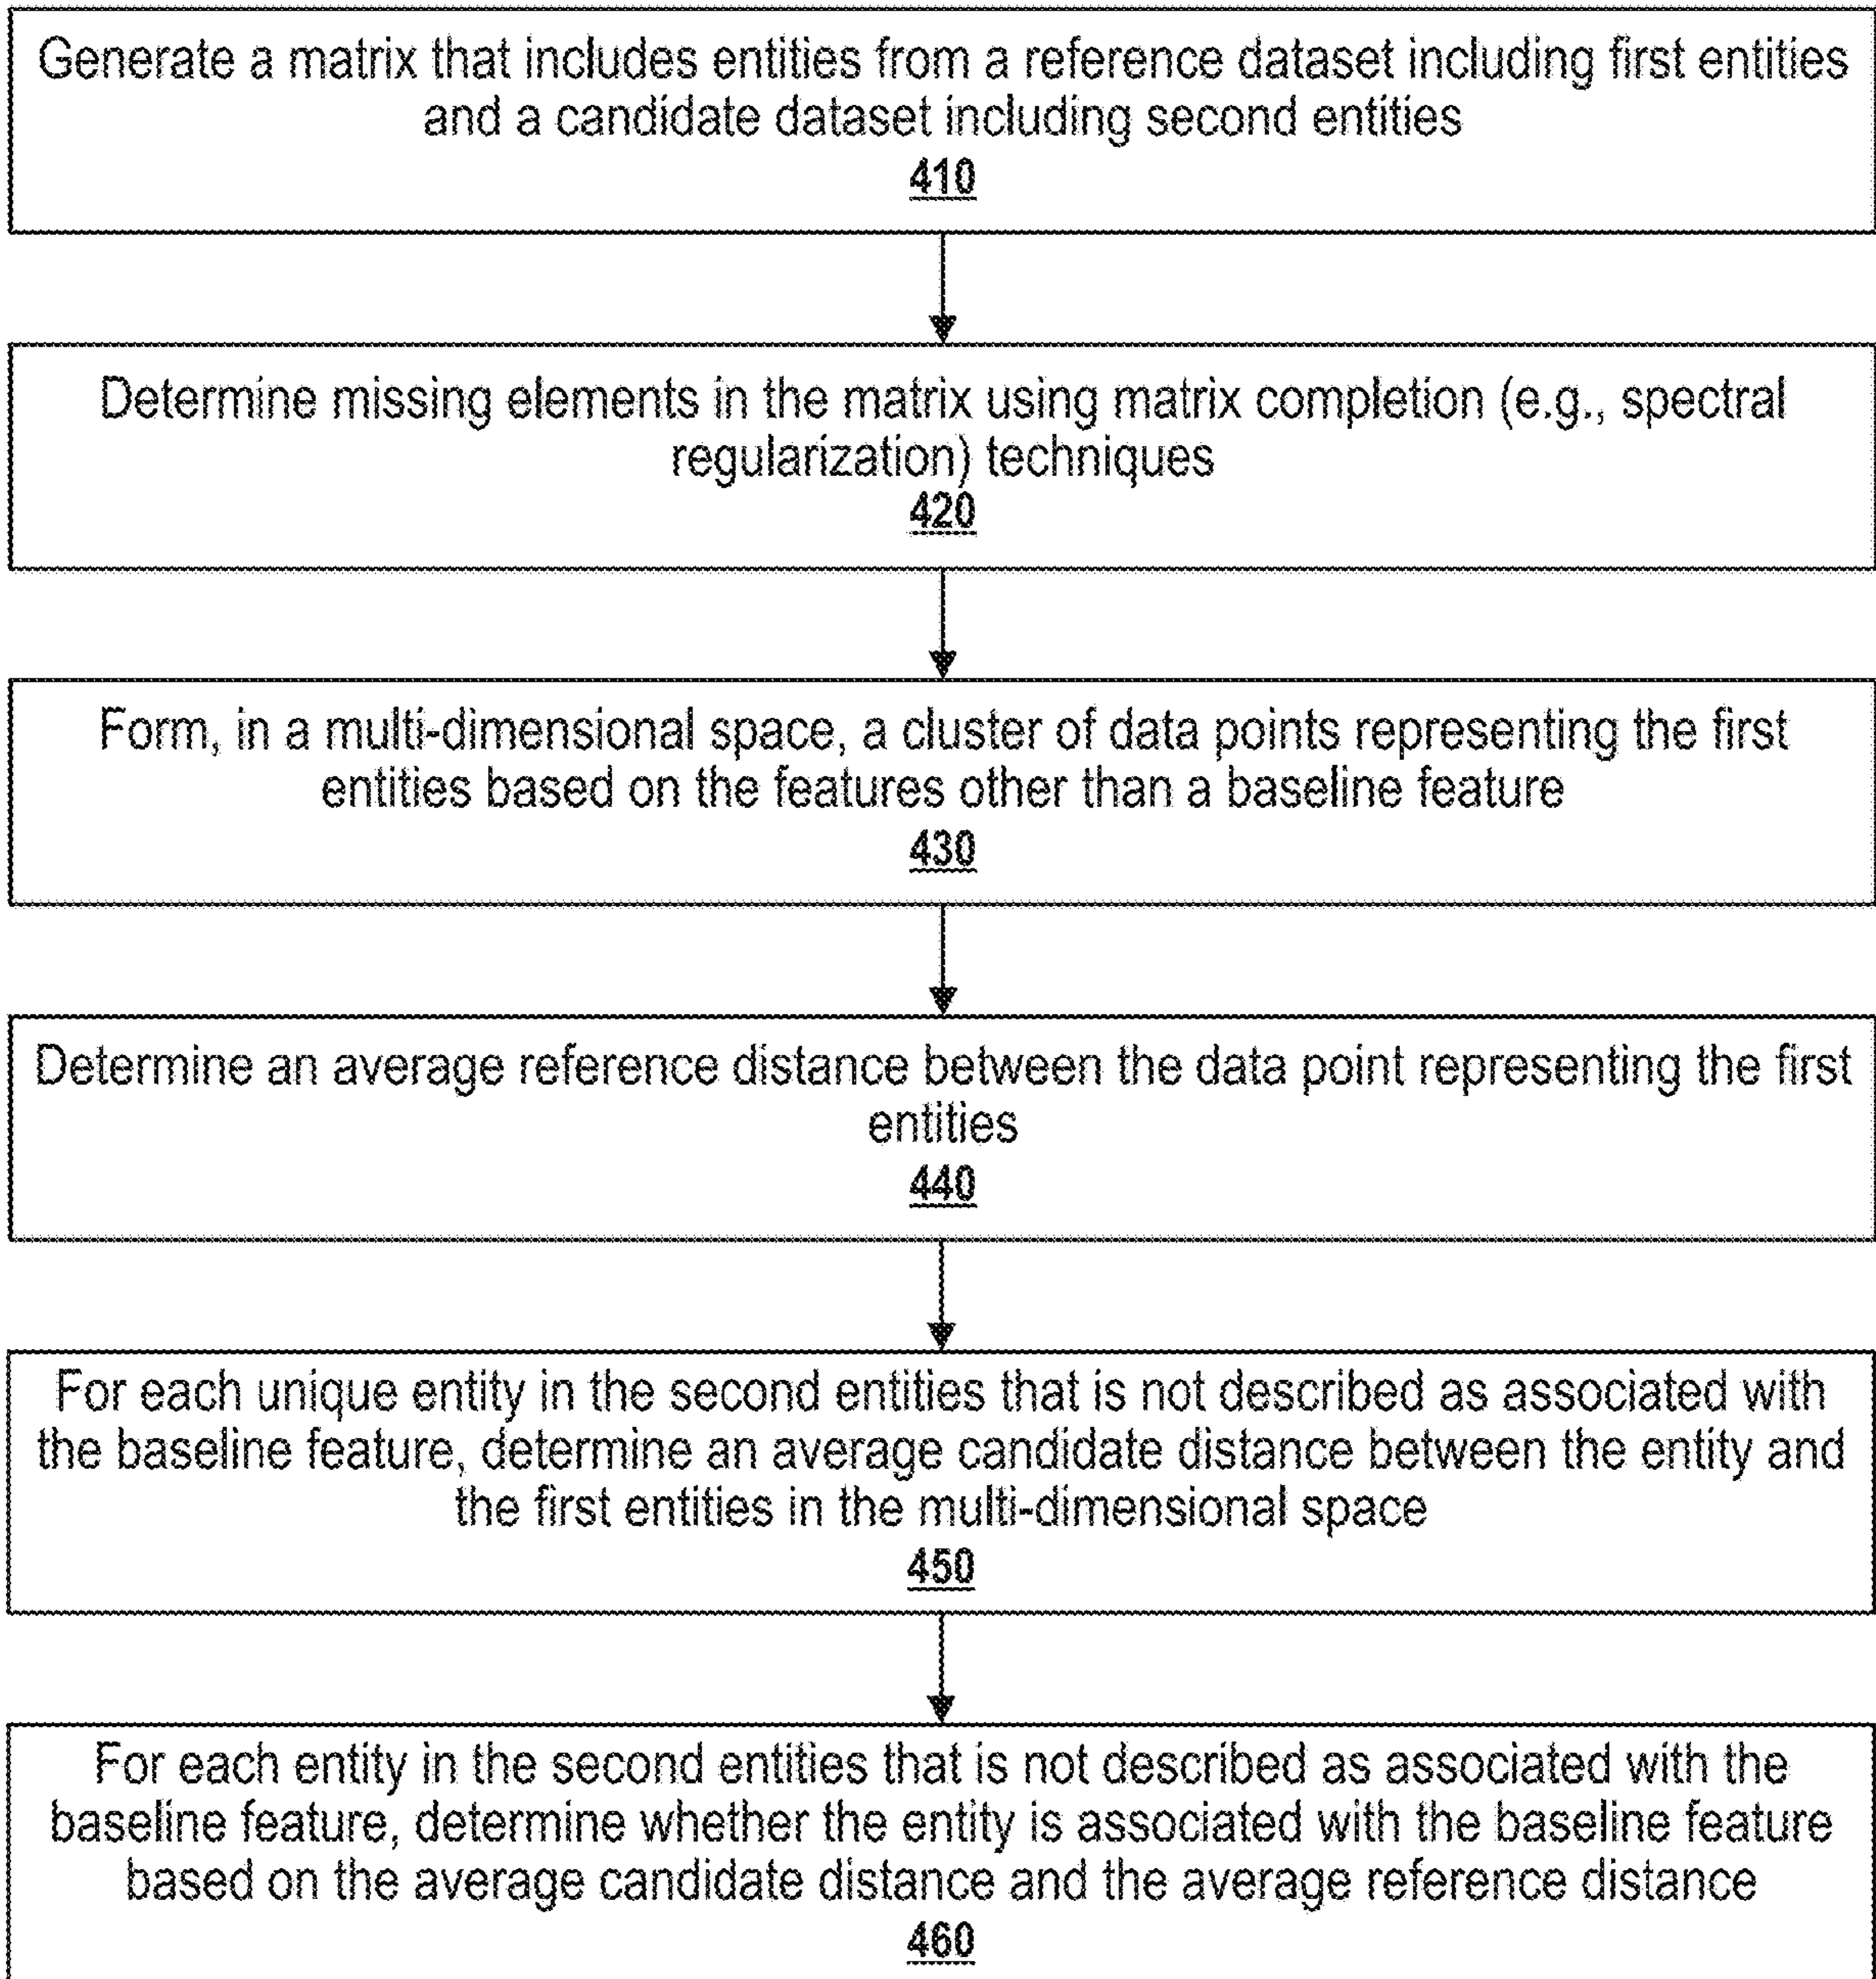 Generate a matrix that includes entities from a reference dataset including first entities
and a candidate dataset including second entities
410
Determine missing elements in the matrix using matrix completion (e.g., spectral
regularization) techniques
420
Form, in a multi-dimensional space, a cluster of data points representing the first
entities based on the features other than a baseline feature
430
Determine an average reference distance between the data point representing the first
entities
440
For each unique entity in the second entities that is not described as associated with
the baseline feature, determine an average candidate distance between the entity and
the first entities in the multi-dimensional space
450
For each entity in the second entities that is not described as associated with the
baseline feature, determine whether the entity is associated with the baseline feature
based on the average candidate distance and the average reference distance
460